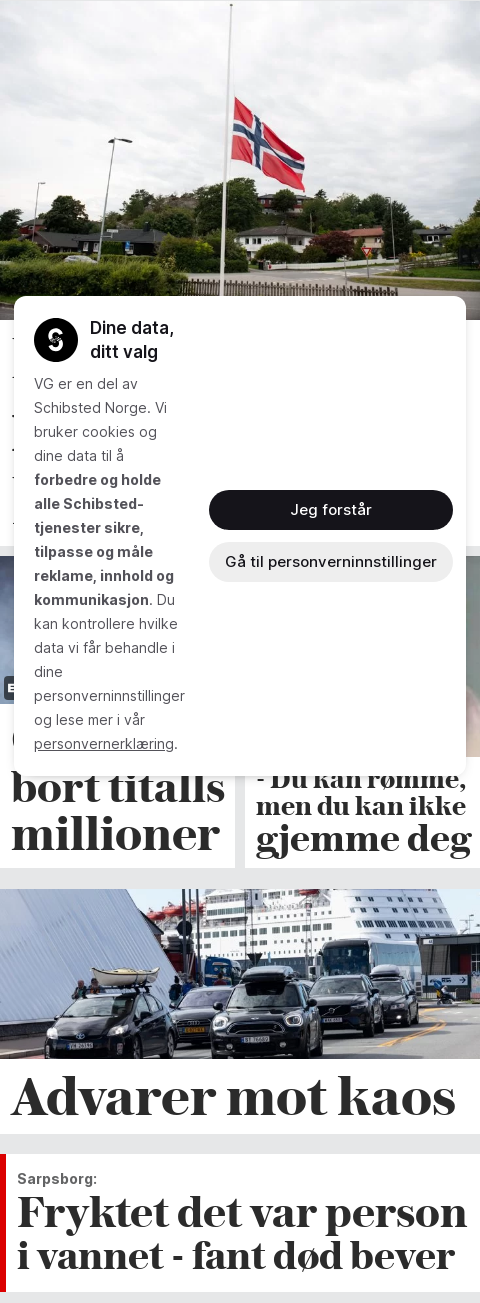 Dine data,
ditt valg
VG er en del av
Schibsted Norge. Vi
bruker cookies og
dine data til å
forbedre og holde
alle Schibsted-
tjenester sikre,
tilpasse og måle
reklame, innhold og
kommunikasjon. Du
kan kontrollere hvilke
data vi får behandle i
dine
personverninnstillinger
og lese mer i vår
personvernerklæring.
Jeg forstår
Gå til personverninnstillinger
bort titalls
millioner
- Du kan rømme,
men du kan ikke
gjemme deg
Advarer mot kaos
Sarpsborg:
Fryktet det var person
i vannet - fant død bever